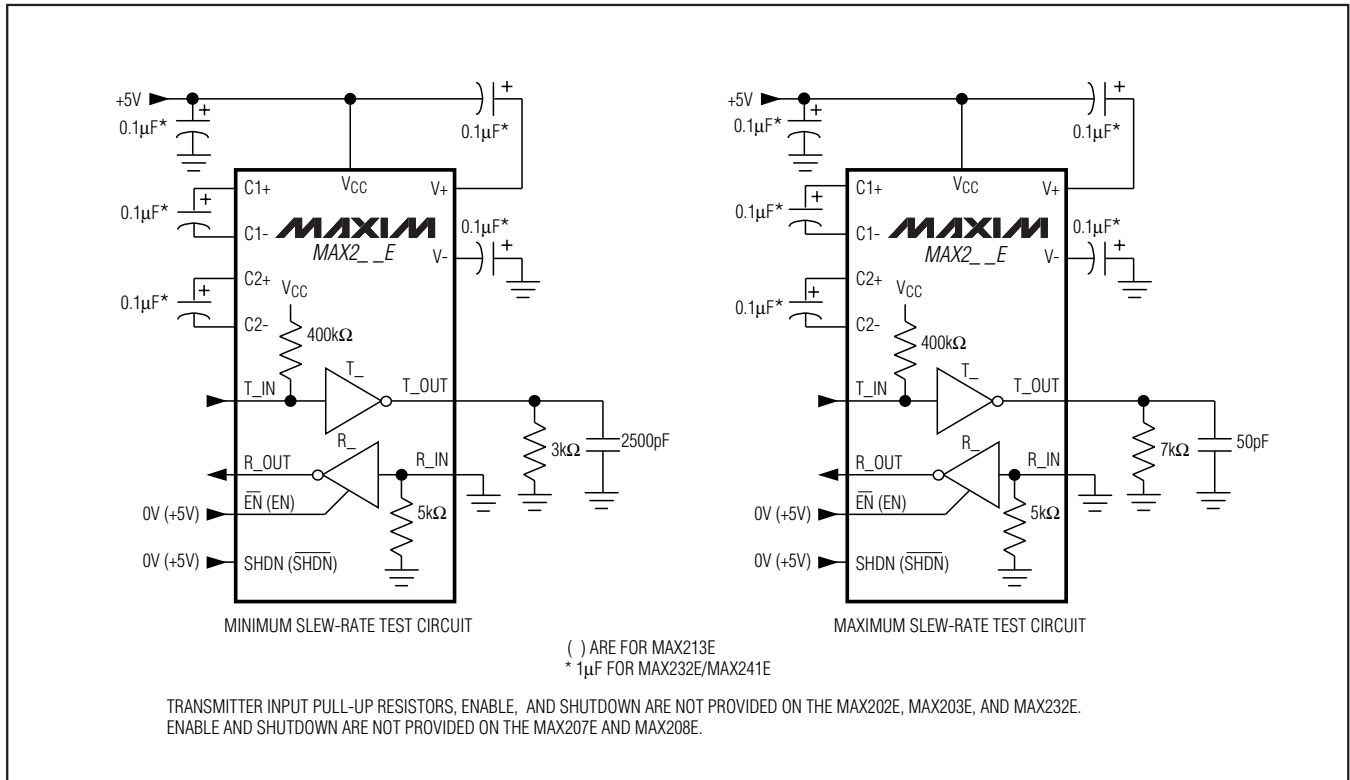 +5V
0.1μF*
0.1μF*
C1+
VCC
V+
0.1μF*
C1-
MAXIM
MAX2_ _E
0.1μF*
V-
C2+
VCC
0.1μF*
C2-
400kΩ
T_
T_IN
T_OUT
3kΩ
2500pF
R_
R_OUT
R_IN
0V (+5V)
E̅N̅ (EN)
5kΩ
0V (+5V)
SHDN (S̅H̅D̅N̅)
MINIMUM SLEW-RATE TEST CIRCUIT
+5V
0.1μF*
0.1μF*
C1+
VCC
V+
0.1μF*
C1-
MAXIM
MAX2_ _E
0.1μF*
V-
C2+
VCC
0.1μF*
C2-
400kΩ
T_
T_IN
T_OUT
7kΩ
50pF
R_
R_OUT
R_IN
0V (+5V)
E̅N̅ (EN)
5kΩ
0V (+5V)
SHDN (S̅H̅D̅N̅)
MAXIMUM SLEW-RATE TEST CIRCUIT
( ) ARE FOR MAX213E
* 1μF FOR MAX232E/MAX241E
TRANSMITTER INPUT PULL-UP RESISTORS, ENABLE, AND SHUTDOWN ARE NOT PROVIDED ON THE MAX202E, MAX203E, AND MAX232E.
ENABLE AND SHUTDOWN ARE NOT PROVIDED ON THE MAX207E AND MAX208E.